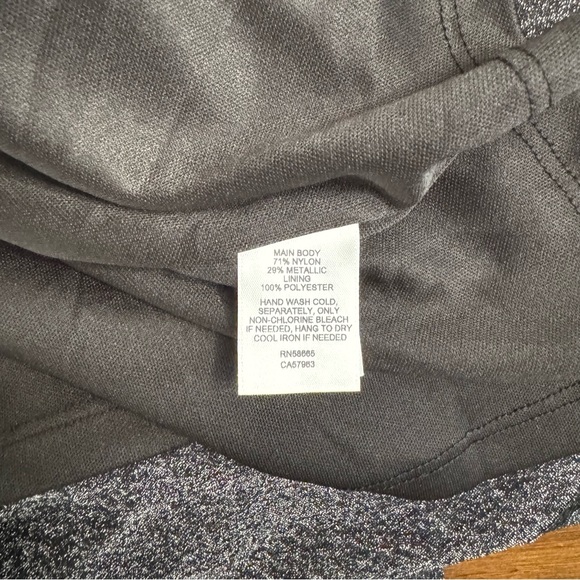 MAIN BODY
71% NYLON
29% METALLIC
LINING
100% POLYESTER
HAND WASH COLD,
SEPARATELY, ONLY
NON-CHLORINE BLEACH
IF NEEDED, HANG TO DRY
COOL IRON IF NEEDED
RN58665
CA57963